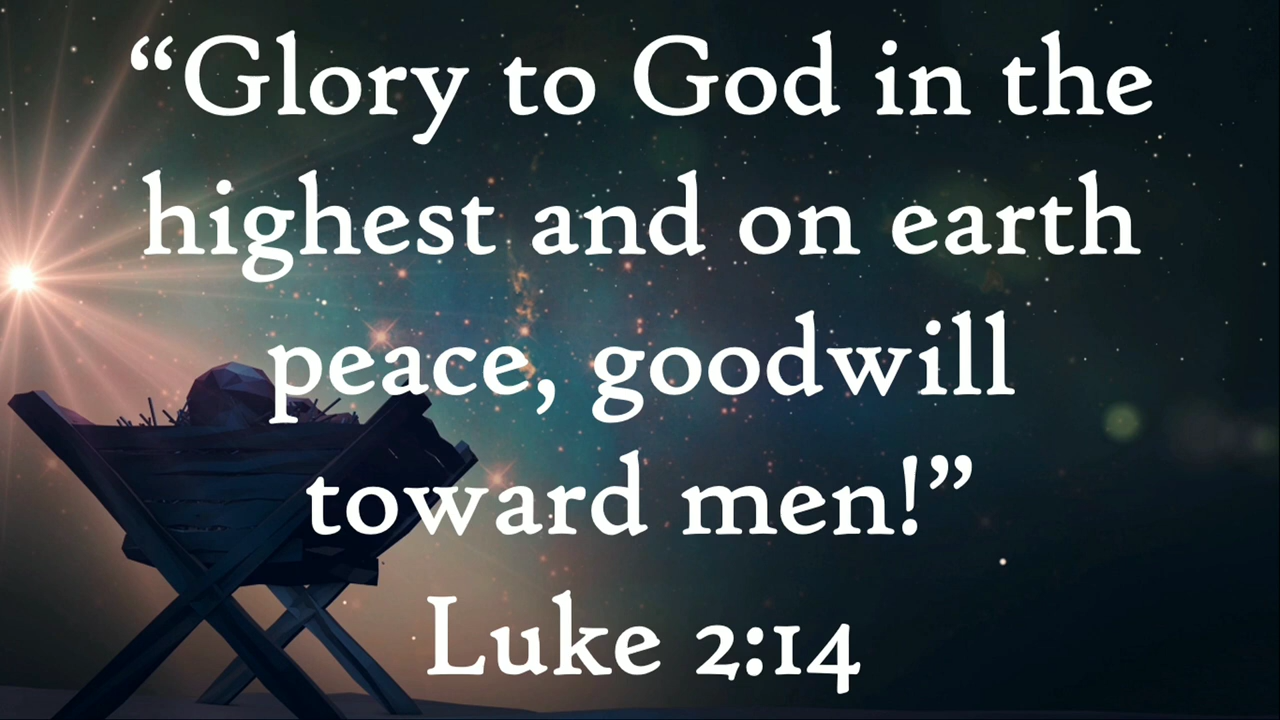 “Glory to God in the
highest and on earth
peace, goodwill
toward men!”
Luke 2:14